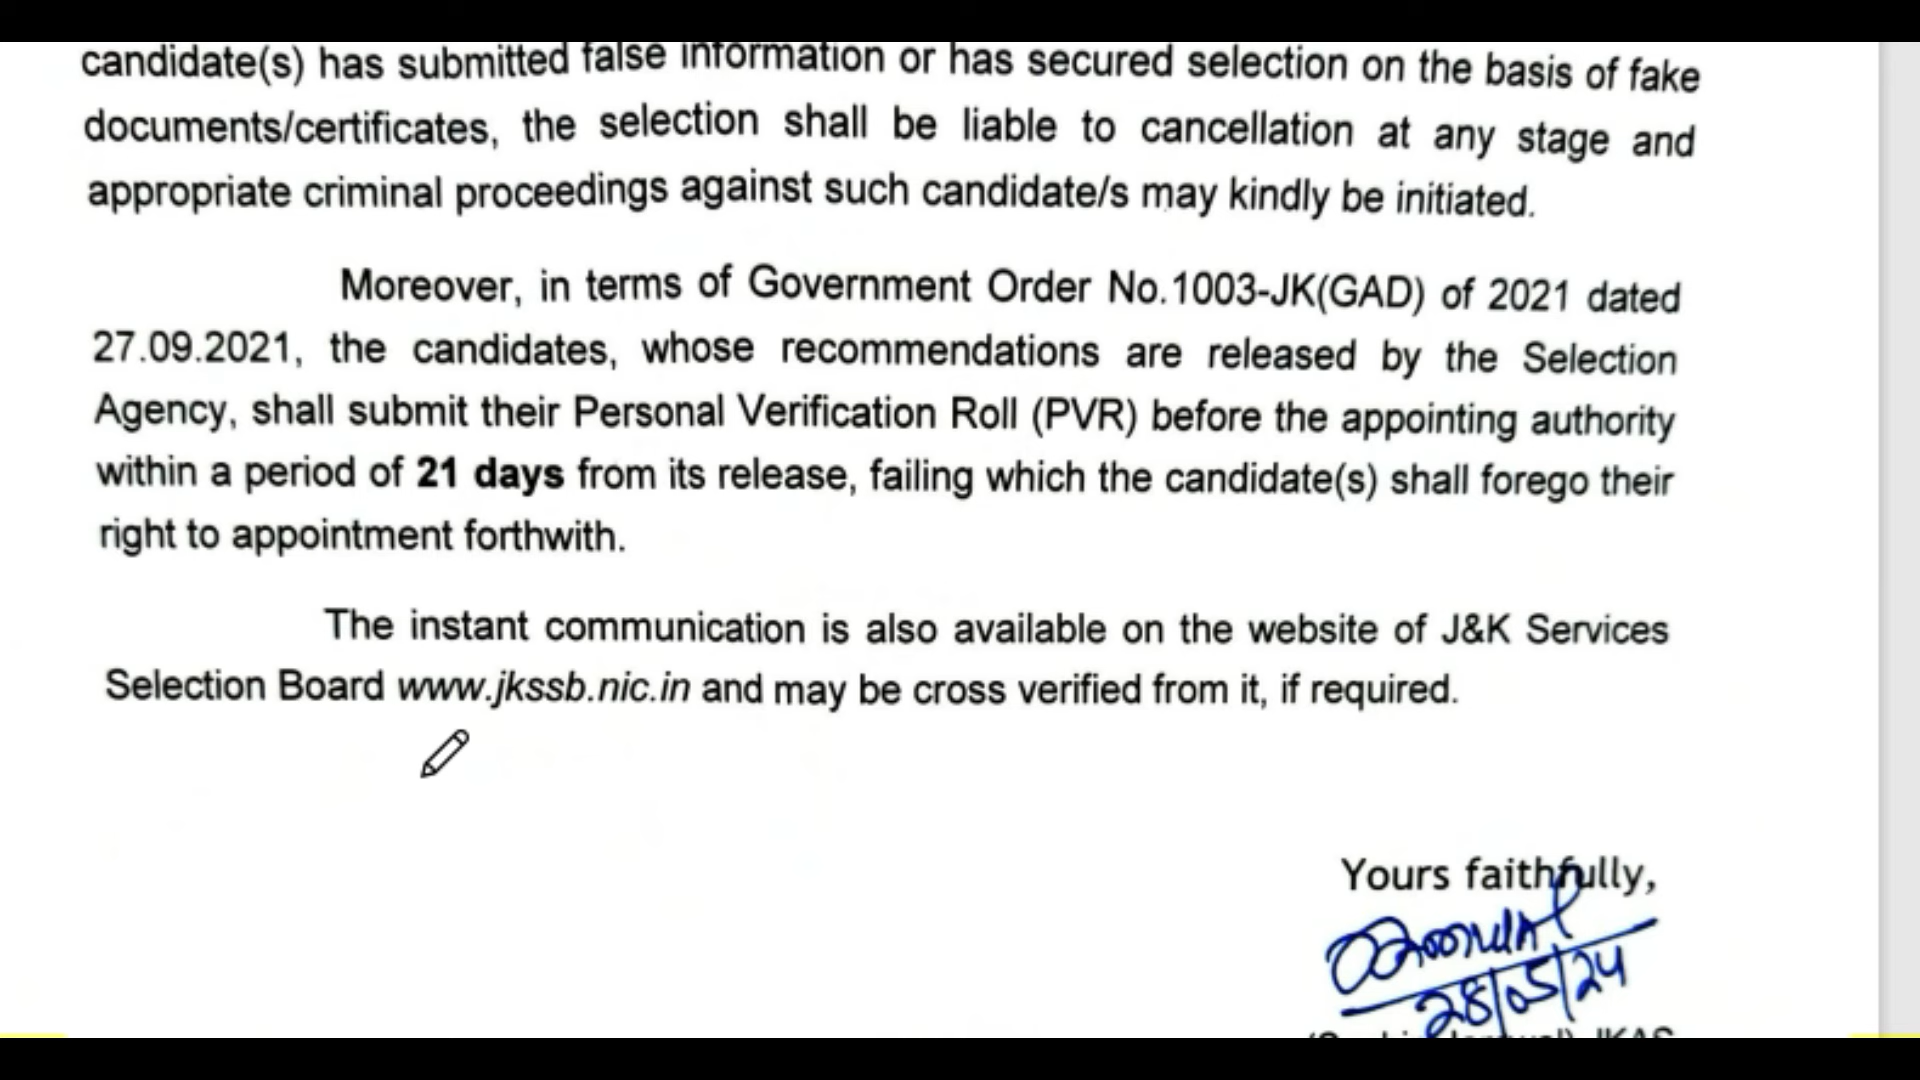 candidate(s) has submitted false information or has secured selection on the basis of fake
documents/certificates, the selection shall be liable to cancellation at any stage and
appropriate criminal proceedings against such candidate/s may kindly be initiated.
Moreover, in terms of Government Order No.1003-JK(GAD) of 2021 dated
27.09.2021, the candidates, whose recommendations are released by the Selection
Agency, shall submit their Personal Verification Roll (PVR) before the appointing authority
within a period of 21 days from its release, failing which the candidate(s) shall forego their
right to appointment forthwith.
The instant communication is also available on the website of J&K Services
Selection Board www.jkssb.nic.in and may be cross verified from it, if required.
Yours faithfully,
28/05/24
JKAS